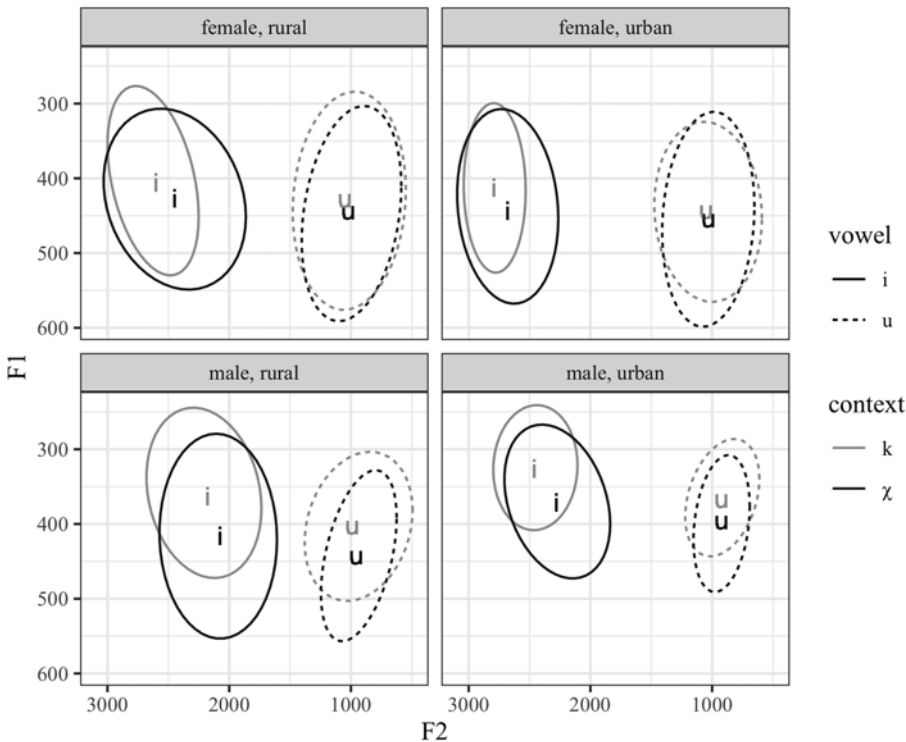 female, rural
female, urban
300
400
500
600
i
i
u
u
i
i
u
u
male, rural
male, urban
300
400
500
600
i
i
u
u
i
i
u
u
3000
2000
1000
3000
2000
1000
F1
F2
vowel
i
u
context
k
χ